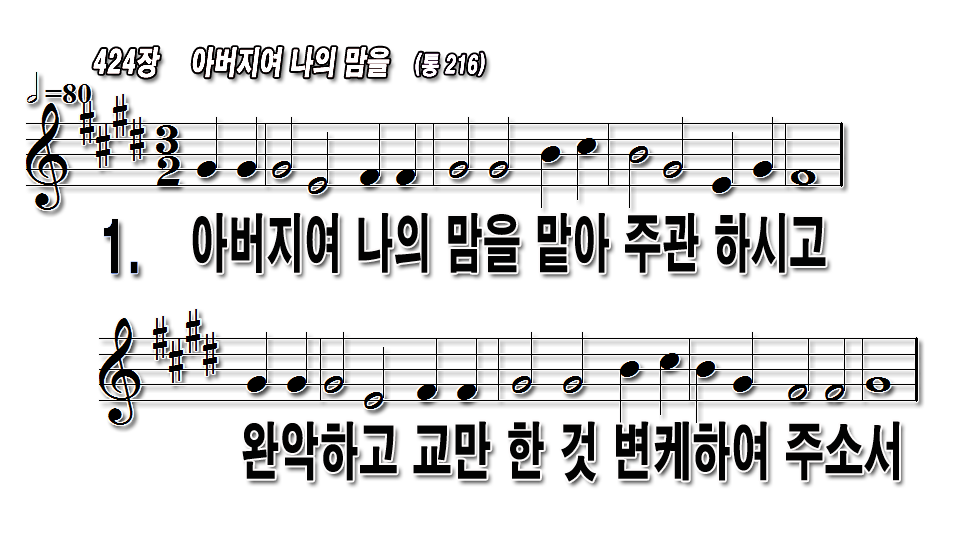 424장 아버지여 나의 맘을 (통 216)
=80
3
2
1. 아버지여 나의 맘을 맡아 주관 하시고
완악하고 교만 한 것 변케하여 주소서